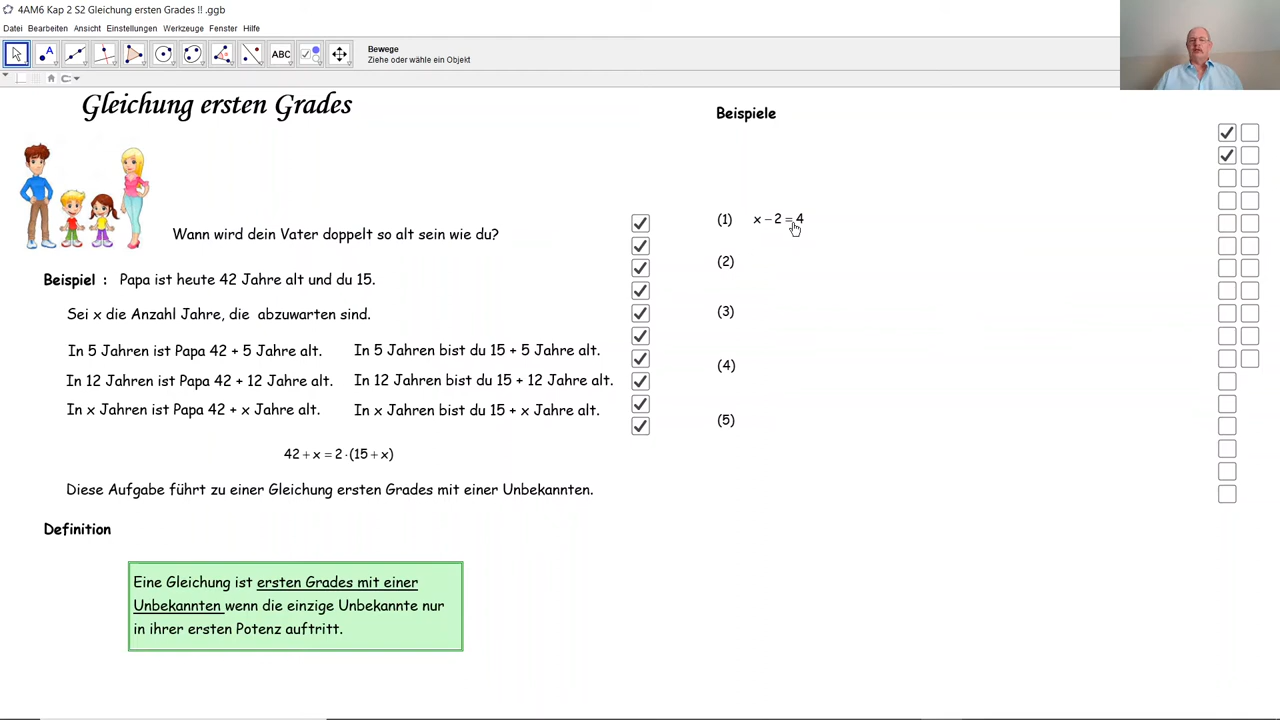 4AM6 Kap 2 S2 Gleichung ersten Grades !! .ggb
Datei Bearbeiten Ansicht Einstellungen Werkzeuge Fenster Hilfe
A
ABC
Bewege
Ziehe oder wähle ein Objekt
Gleichung ersten Grades
Wann wird dein Vater doppelt so alt sein wie du?
Beispiel : Papa ist heute 42 Jahre alt und du 15.
Sei x die Anzahl Jahre, die abzuwarten sind.
In 5 Jahren ist Papa 42 + 5 Jahre alt. In 5 Jahren bist du 15 + 5 Jahre alt.
In 12 Jahren ist Papa 42 + 12 Jahre alt. In 12 Jahren bist du 15 + 12 Jahre alt.
In x Jahren ist Papa 42 + x Jahre alt. In x Jahren bist du 15 + x Jahre alt.
42 + x = 2 · (15 + x)
Diese Aufgabe führt zu einer Gleichung ersten Grades mit einer Unbekannten.
Definition
Eine Gleichung ist ersten Grades mit einer
Unbekannten wenn die einzige Unbekannte nur
in ihrer ersten Potenz auftritt.
Beispiele
(1) x − 2 = 4
(2)
(3)
(4)
(5)